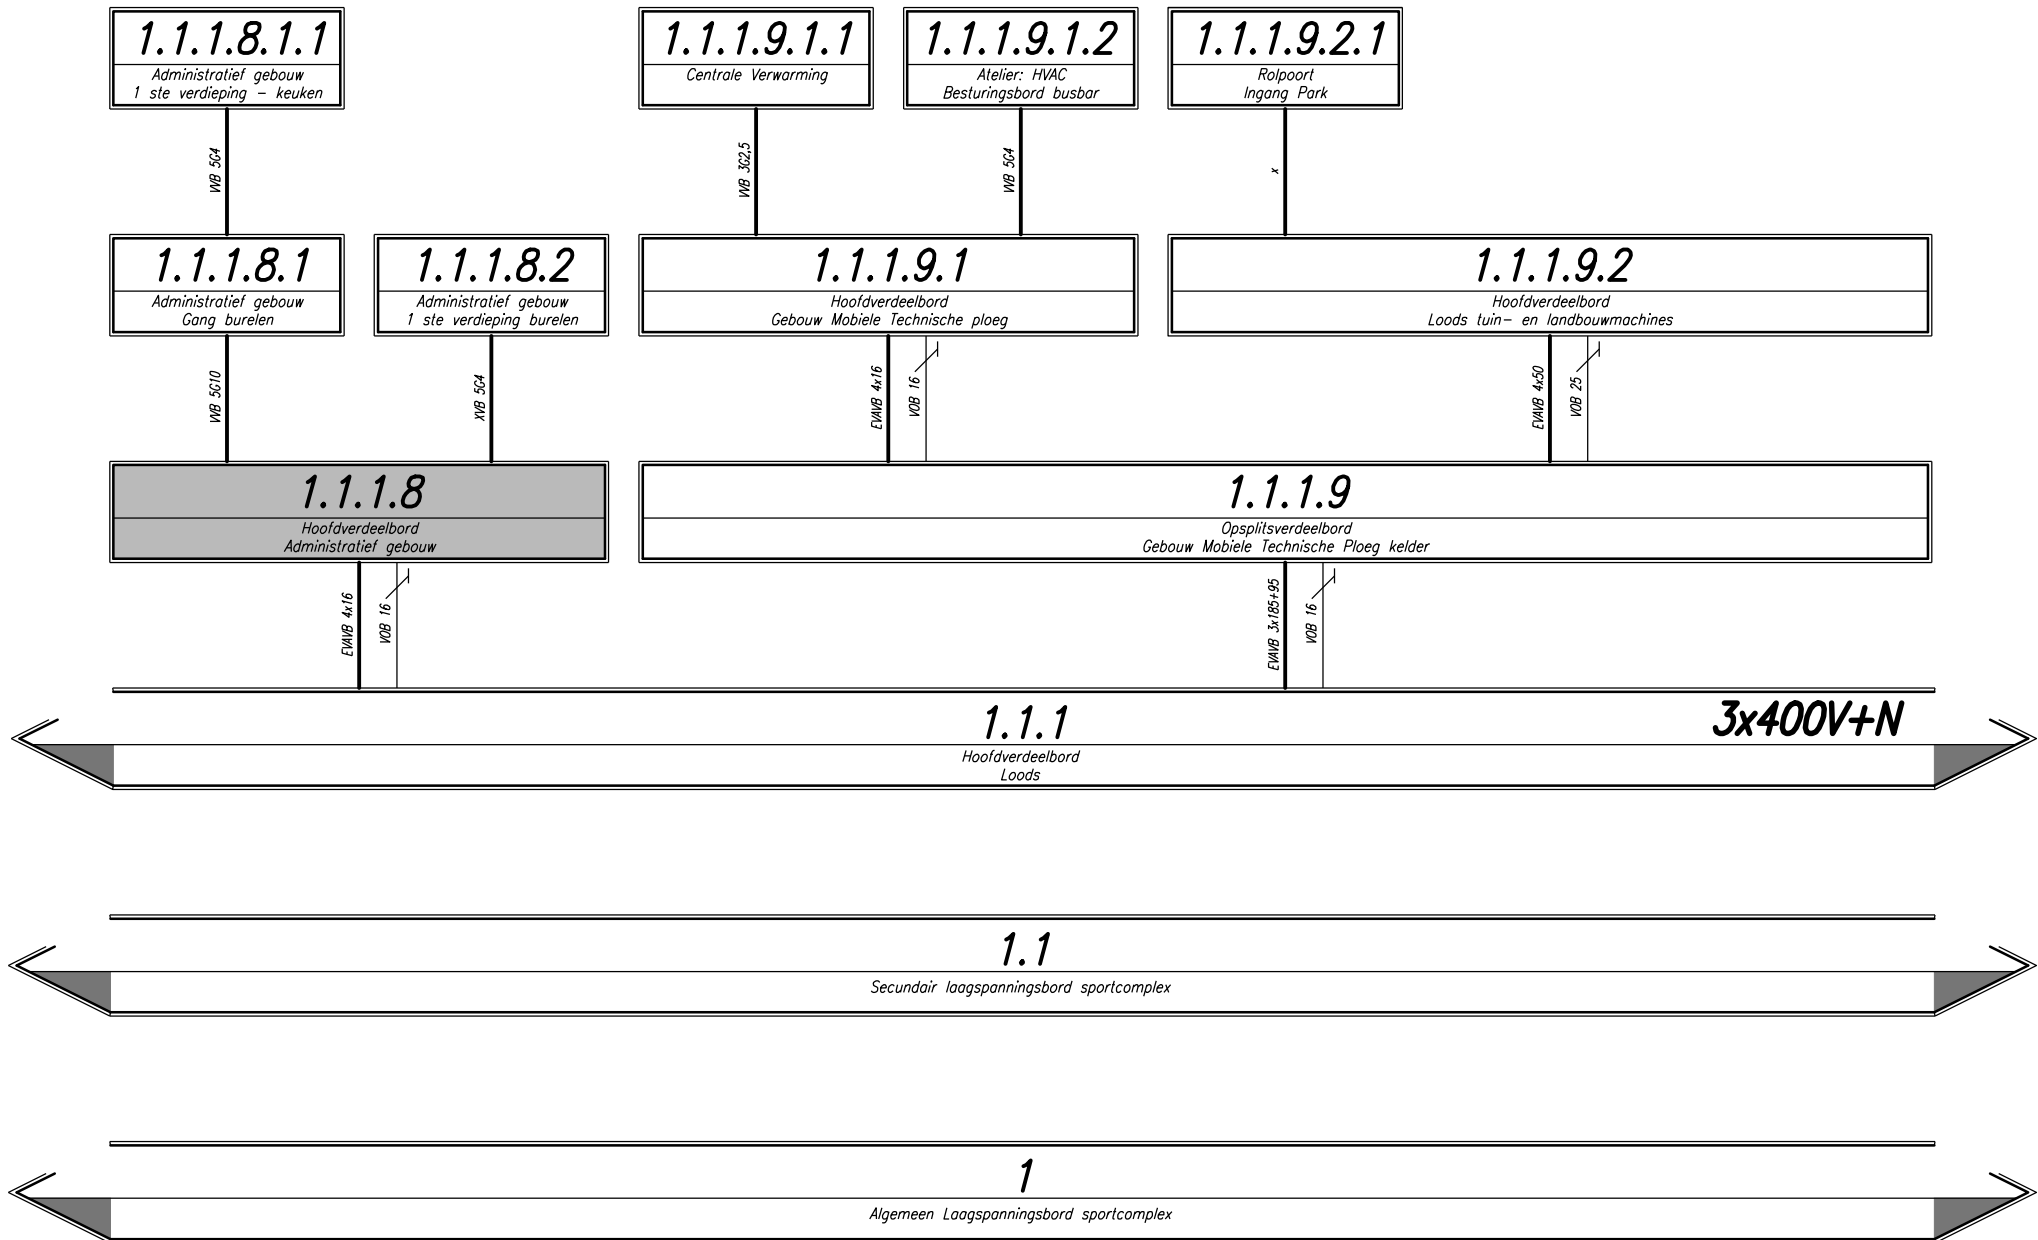 1.1.1.8.1.1
Administratief gebouw
1 ste verdieping - keuken
1.1.1.9.1.1
Centrale Verwarming
1.1.1.9.1.2
Atelier: HVAC
Besturingsbord busbar
1.1.1.9.2.1
Rolpoort
Ingang Park
VVB 5G4
VVB 3G2,5
VVB 5G4
x
1.1.1.8.1
Administratief gebouw
Gang burelen
1.1.1.8.2
Administratief gebouw
1 ste verdieping burelen
1.1.1.9.1
Hoofdverdeelbord
Gebouw Mobiele Technische ploeg
1.1.1.9.2
Hoofdverdeelbord
Loods tuin- en landbouwmachines
VVB 5G10
XVB 5G4
EVAVB 4x16
VOB 16
EVAVB 4x50
VOB 25
1.1.1.8
Hoofdverdeelbord
Administratief gebouw
1.1.1.9
Opsplitsverdeelbord
Gebouw Mobiele Technische Ploeg kelder
EVAVB 4x16
VOB 16
EVAVB 3x185+95
VOB 16
1.1.1
3x400V+N
Hoofdverdeelbord
Loods
1.1
Secundair laagspanningsbord sportcomplex
1
Algemeen Laagspanningsbord sportcomplex